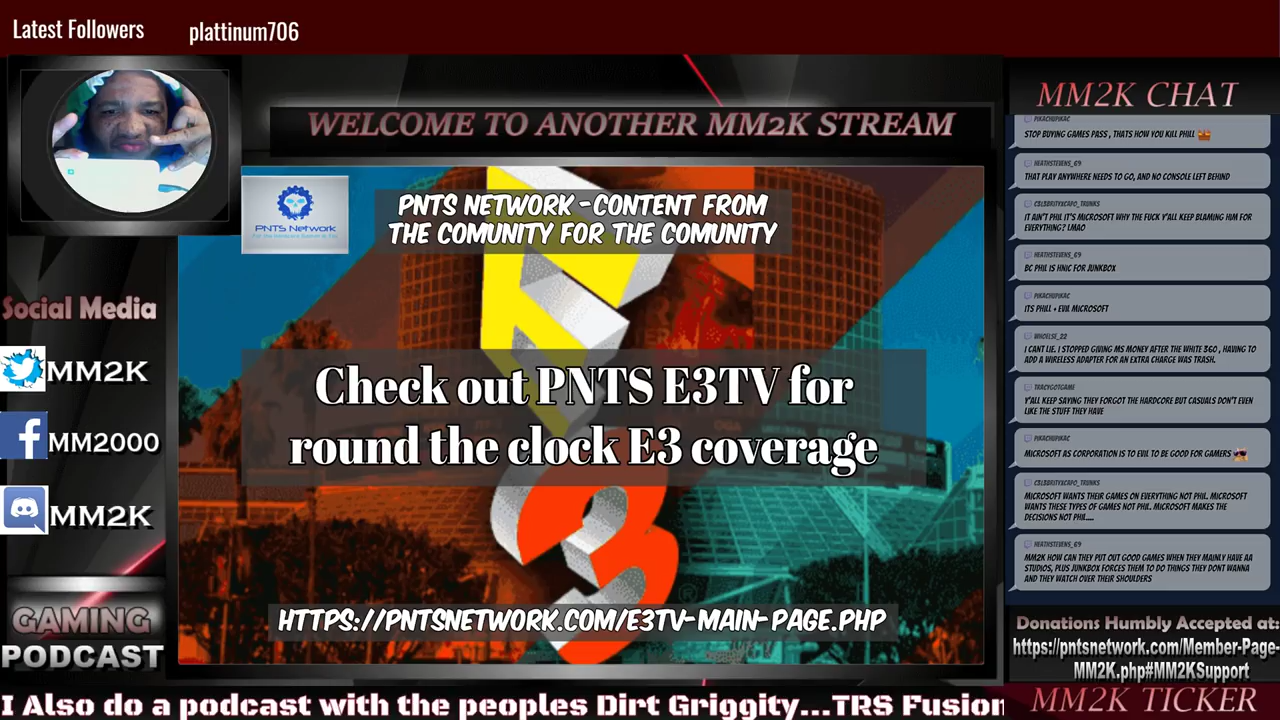 Latest Followers
plattinum706
WELCOME TO ANOTHER MM2K STREAM
PNTS Network
PNTS NETWORK -CONTENT FROM
THE COMUNITY FOR THE COMUNITY
Check out PNTS E3TV for
round the clock E3 coverage
HTTPS://PNTSNETWORK.COM/E3TV-MAIN-PAGE.PHP
Social Media
MM2K
MM2000
MM2K
GAMING
PODCAST
MM2K CHAT
PIKACHUPIKAC
STOP BUYING GAMES PASS , THATS HOW YOU KILL PHILL
HEATHSTEVENS_69
THAT PLAY ANYWHERE NEEDS TO GO, AND NO CONSOLE LEFT BEHIND
C3L3BRITYXCAPO_TRUNKS
IT AIN'T PHIL IT'S MICROSOFT WHY THE FUCK Y'ALL KEEP BLAMING HIM FOR
EVERYTHING? LMAO
HEATHSTEVENS_69
BC PHIL IS HNIC FOR JUNKBOX
PIKACHUPIKAC
ITS PHILL + EVIL MICROSOFT
WHOELSE_22
I CANT LIE. I STOPPED GIVING MS MONEY AFTER THE WHITE 360 , HAVING TO
ADD A WIRELESS ADAPTER FOR AN EXTRA CHARGE WAS TRASH.
TRACYGOTGAME
Y'ALL KEEP SAYING THEY FORGOT THE HARDCORE BUT CASUALS DON'T EVEN
LIKE THE STUFF THEY HAVE
PIKACHUPIKAC
MICROSOFT AS CORPORATION IS TO EVIL TO BE GOOD FOR GAMERS
C3L3BRITYXCAPO_TRUNKS
MICROSOFT WANTS THEIR GAMES ON EVERYTHING NOT PHIL. MICROSOFT
WANTS THESE TYPES OF GAMES NOT PHIL. MICROSOFT MAKES THE
DECISIONS NOT PHIL.....
HEATHSTEVENS_69
MM2K HOW CAN THEY PUT OUT GOOD GAMES WHEN THEY MAINLY HAVE AA
STUDIOS, PLUS JUNKBOX FORCES THEM TO DO THINGS THEY DONT WANNA
AND THEY WATCH OVER THEIR SHOULDERS
Donations Humbly Accepted at:
https://pntsnetwork.com/Member-Page-
MM2K.php#MM2KSupport
I Also do a podcast with the peoples Dirt Griggity...TRS Fusion
MM2K TICKER